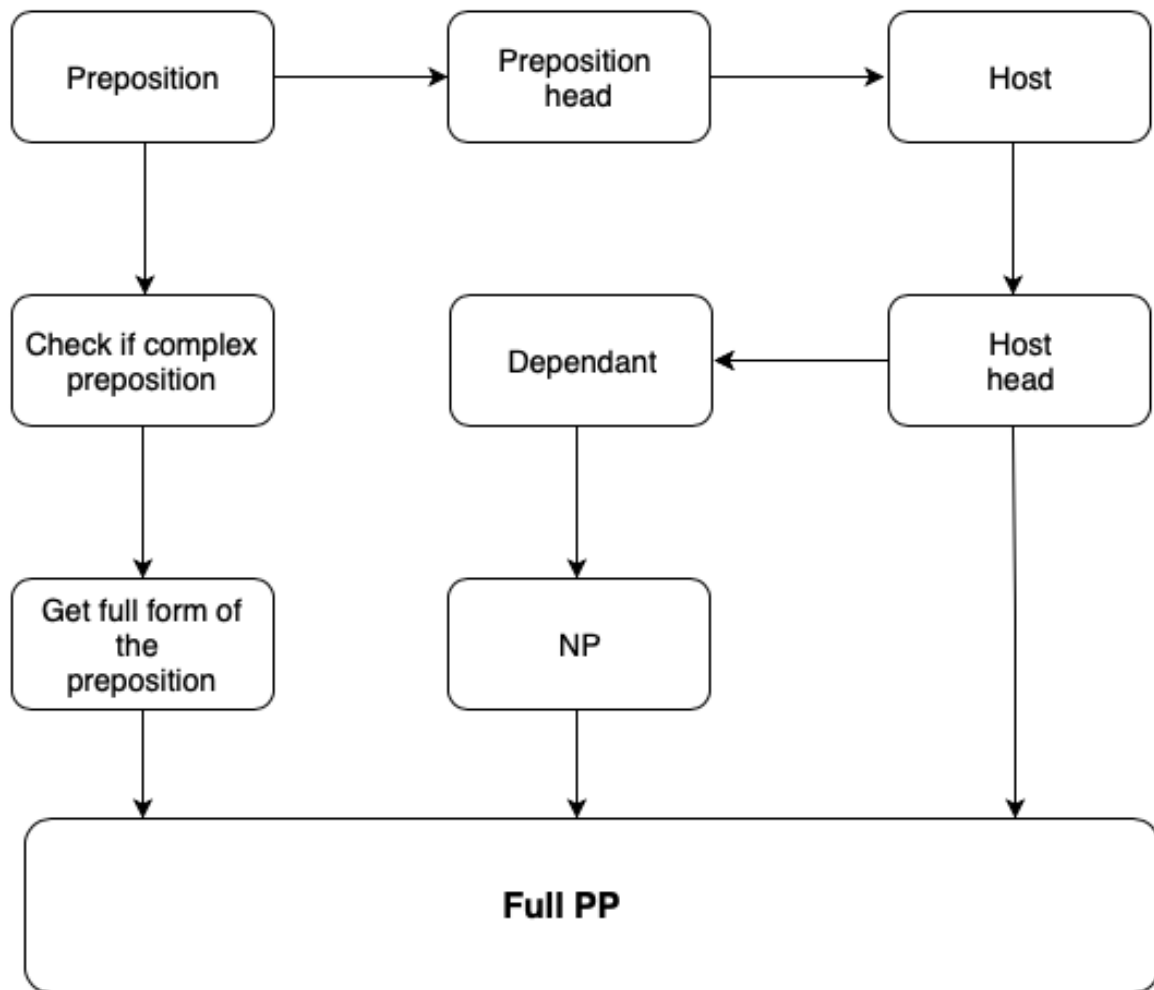 Preposition
Preposition
head
Host
Check if complex
preposition
Dependant
Host
head
Get full form of
the
preposition
NP
Full PP